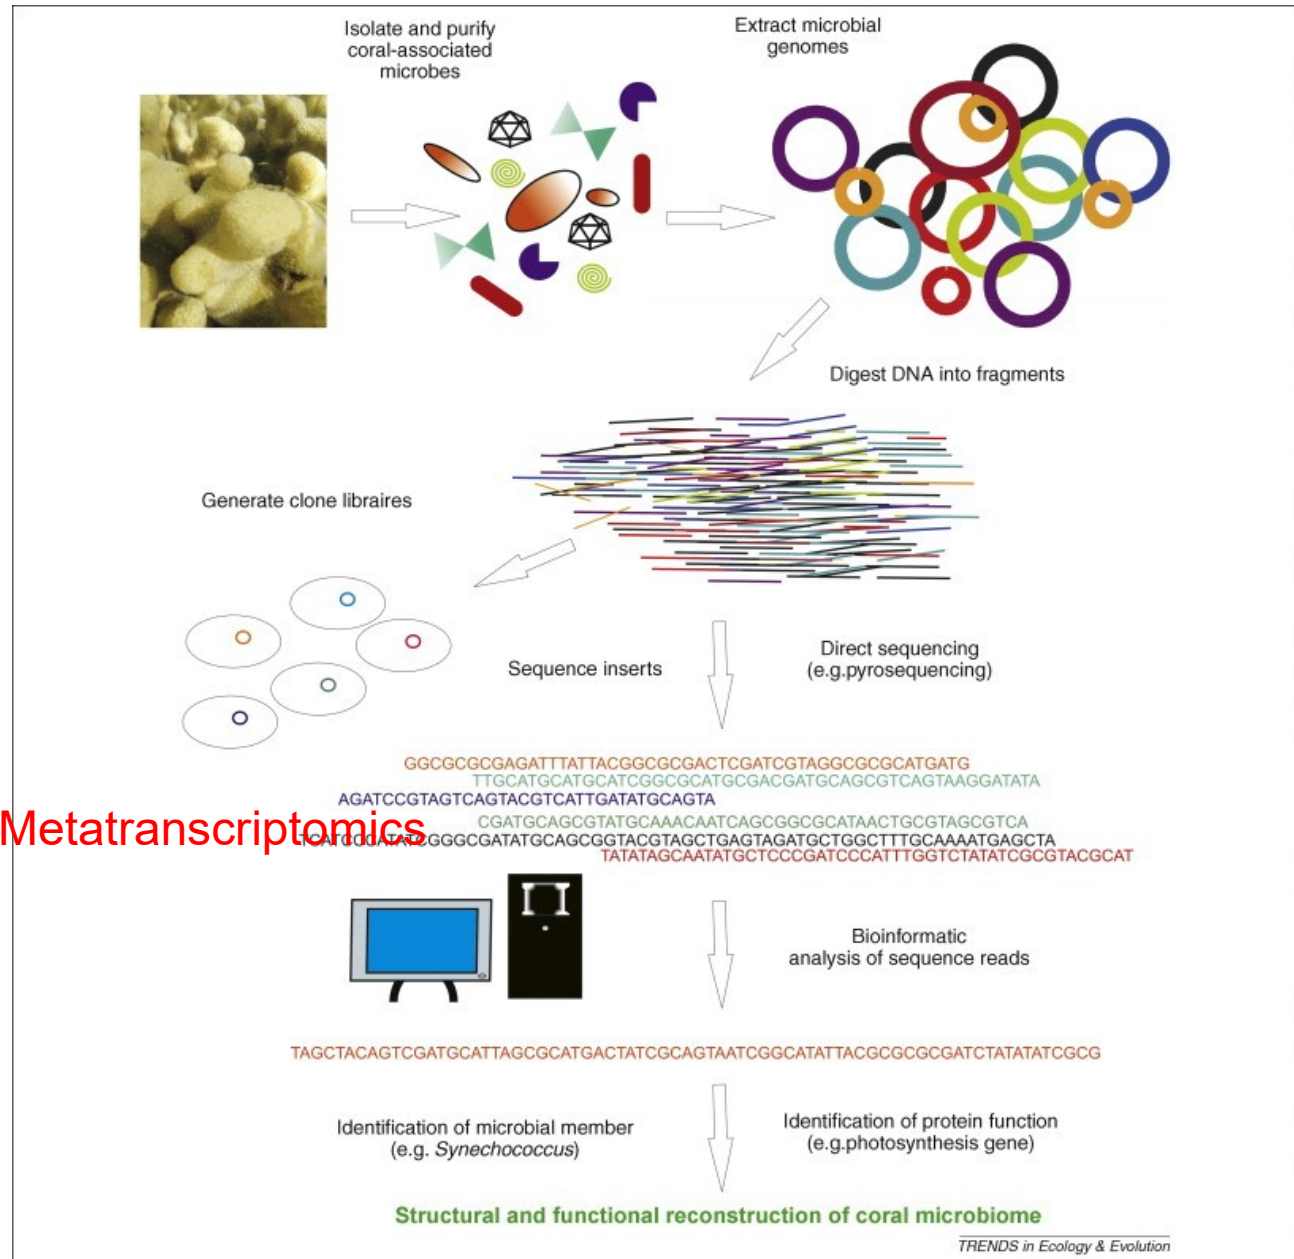 Isolate and purify
coral-associated
microbes
Extract microbial
genomes
Digest DNA into fragments
Generate clone libraires
Sequence inserts
Direct sequencing
(e.g.pyrosequencing)
GGCGCGCGAGATTTATTACGGCGCGACTCGATCGTAGGCGCGCATGATG
TTGCATGCATGCATCGGCGCATGCGACGATGCAGCGTCAGTAAGGATATA
AGATCCGTAGTCAGTACGTCATTGATATGCAGTA
CGATGCAGCGTATGCAAACAATCAGCGGCGCATAACTGCGTAGCGTCA
Metatranscriptomics
TATATAGCAATATGCTCCCGATCCCATTTGGTCTATATCGCGTACGCAT
Bioinformatic
analysis of sequence reads
TAGCTACAGTCGATGCATTAGCGCATGACTATCGCAGTAATCGGCATATTACGCGCGCGATCTATATATCGCG
Identification of microbial member
(e.g. Synechococcus)
Identification of protein function
(e.g.photosynthesis gene)
Structural and functional reconstruction of coral microbiome
TRENDS in Ecology & Evolution